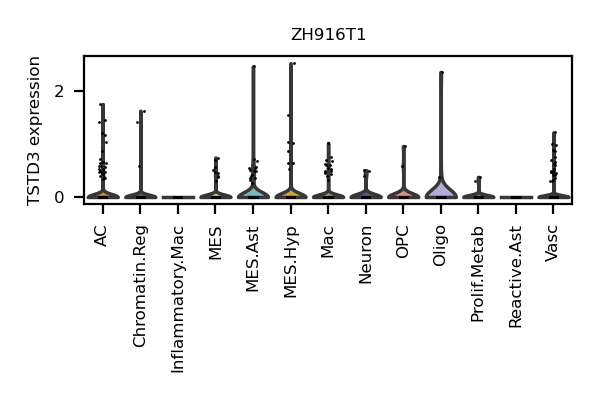 ZH916T1
TSTD3 expression
2
0
AC
Chromatin.Reg
Inflammatory.Mac
MES
MES.Ast
MES.Hyp
Mac
Neuron
OPC
Oligo
Prolif.Metab
Reactive.Ast
Vasc